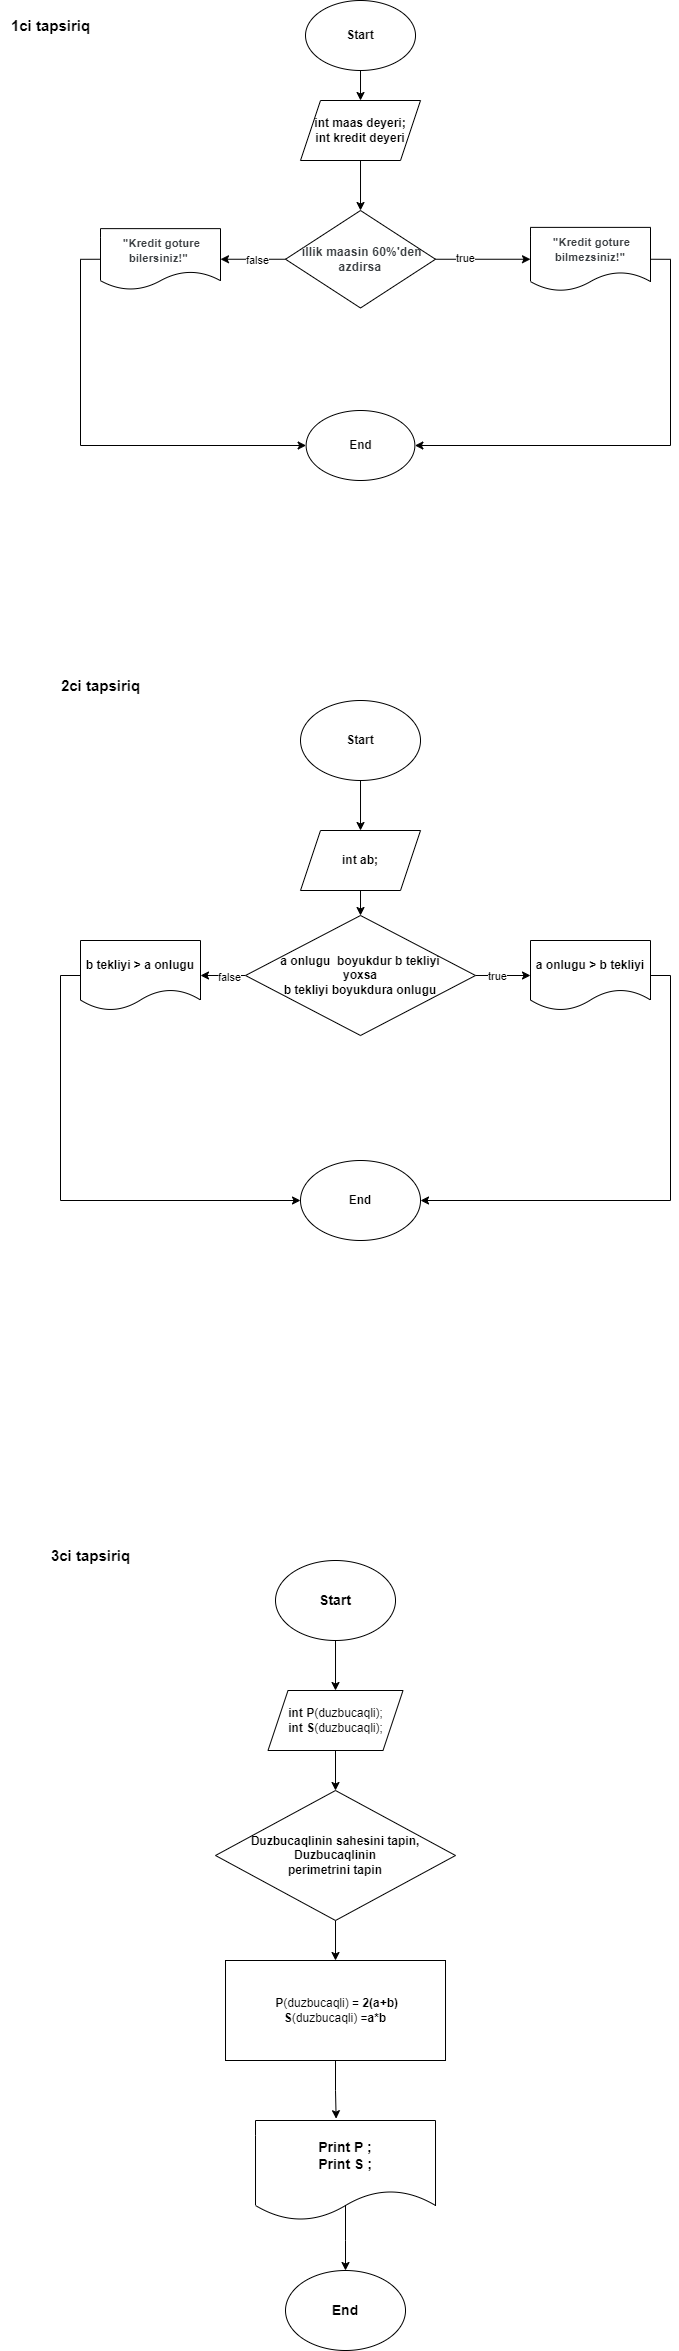 1ci tapsiriq
Start
int maas deyeri;
int kredit deyeri
illik maasin 60%'den
azdirsa
false
true
"Kredit goture
bilersiniz!"
"Kredit goture
bilmezsiniz!"
End
2ci tapsiriq
Start
int ab;
a onlugu boyukdur b tekliyi
yoxsa
b tekliyi boyukdura onlugu
false
true
b tekliyi > a onlugu
a onlugu > b tekliyi
End
3ci tapsiriq
Start
int P(duzbucaqli);
int S(duzbucaqli);
Duzbucaqlinin sahesini tapin,
Duzbucaqlinin
perimetrini tapin
P(duzbucaqli) = 2(a+b)
S(duzbucaqli) =a*b
Print P ;
Print S ;
End